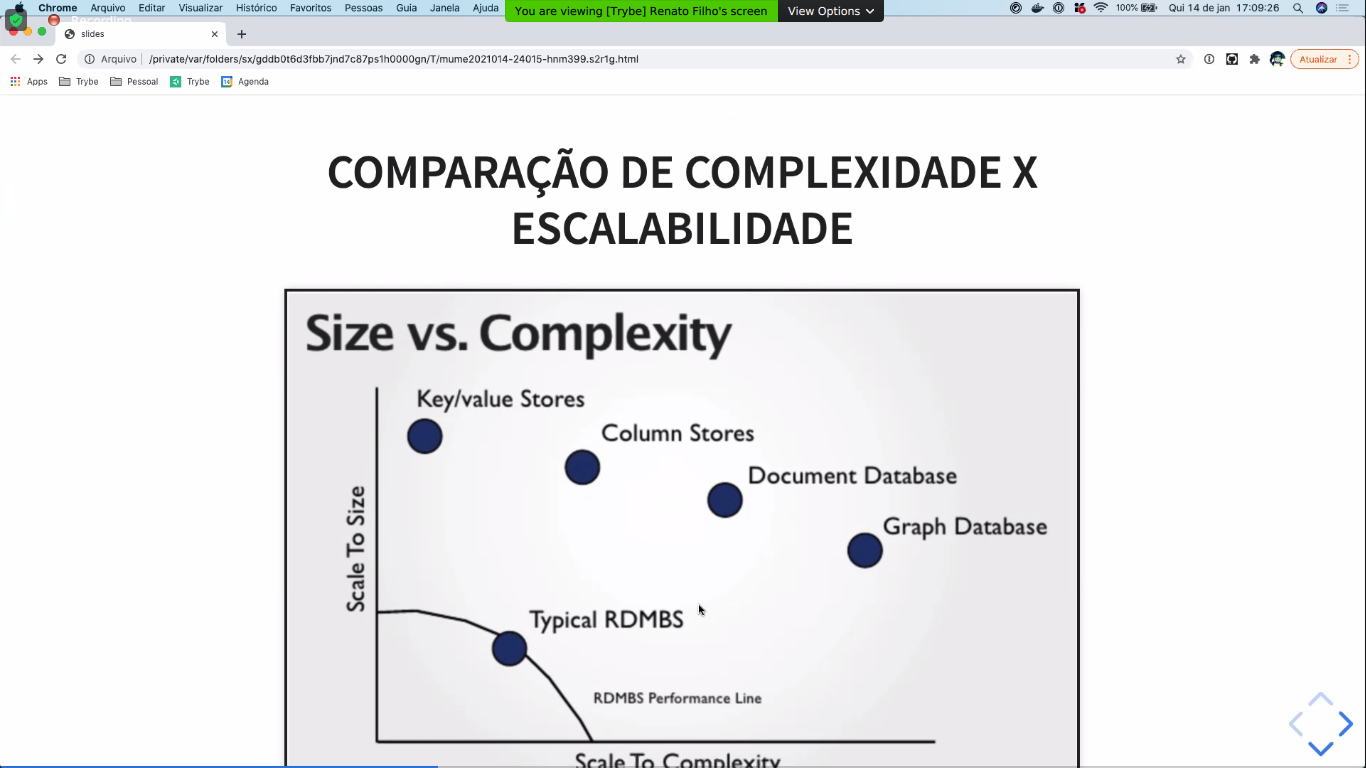 Chrome Arquivo Editar Visualizar Histórico Favoritos Pessoas Guia Janela Ajuda
You are viewing [Trybe] Renato Filho's screen
View Options
100%
Qui 14 de jan 17:09:26
Recording
slides
Arquivo
/private/var/folders/sx/gddb0t6d3fbb7jnd7c87ps1h0000gn/T/mume2021014-24015-hnm399.s2r1g.html
Atualizar
Apps Trybe Pessoal Trybe Agenda
COMPARAÇÃO DE COMPLEXIDADE X
ESCALABILIDADE
Size vs. Complexity
Key/value Stores
Column Stores
Document Database
Graph Database
Scale To Size
Typical RDMBS
RDMBS Performance Line
Scale To Complexity